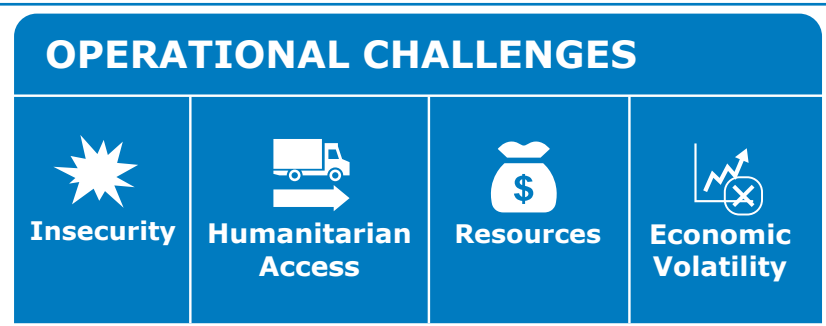 OPERATIONAL CHALLENGES
Insecurity
Humanitarian
Access
$
Resources
Economic
Volatility